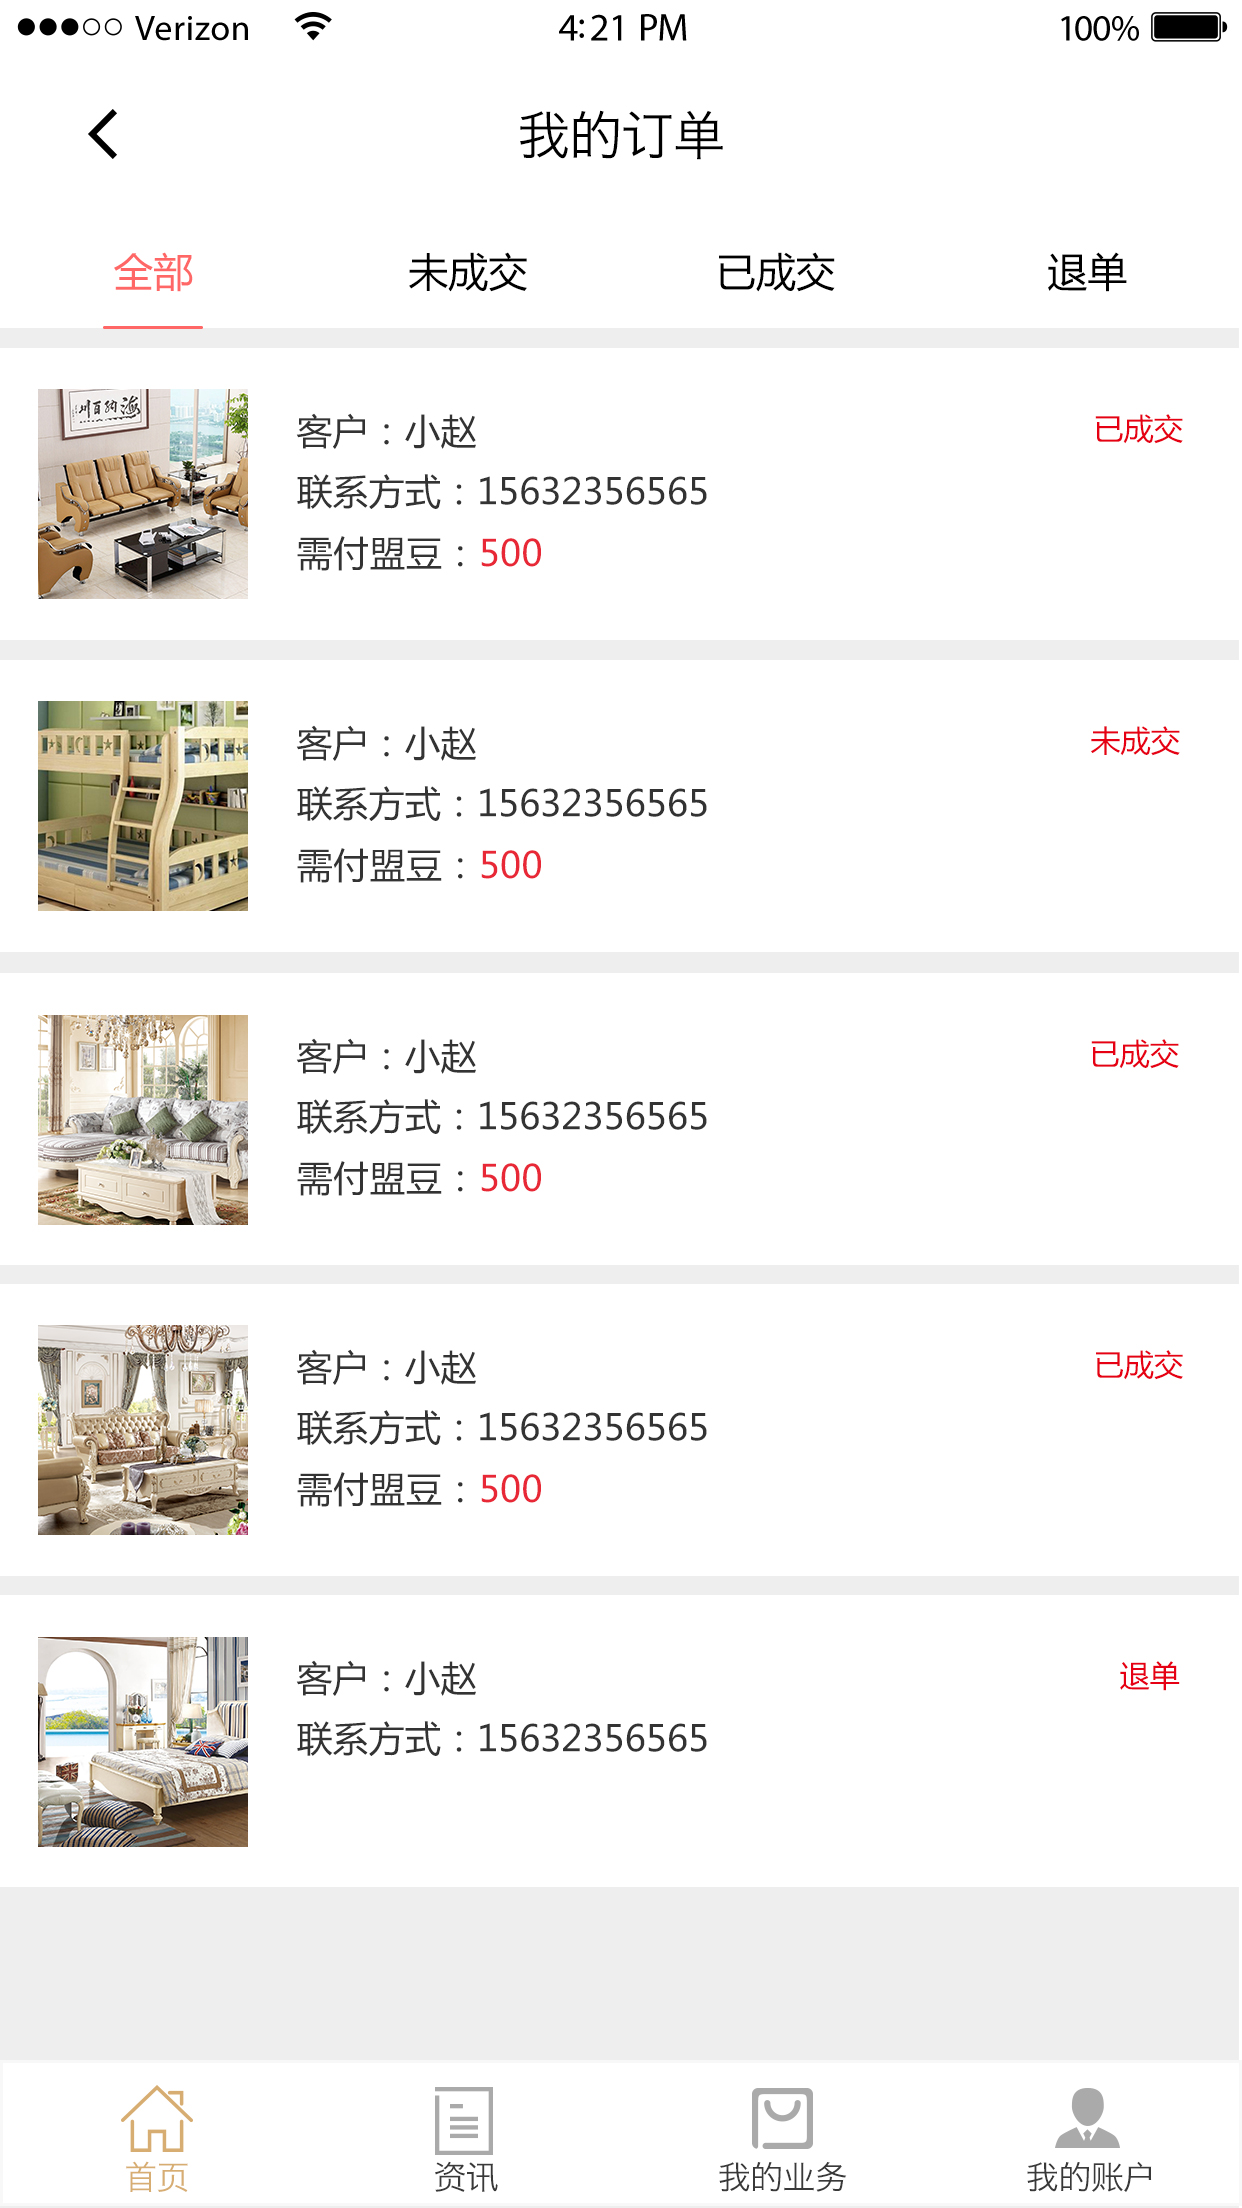 Verizon 4:21 PM 100%
我的订单
全部 未成交 已成交 退单
海纳百川
客户：小赵 已成交
联系方式：15632356565
需付盟豆：500
客户：小赵 未成交
联系方式：15632356565
需付盟豆：500
客户：小赵 已成交
联系方式：15632356565
需付盟豆：500
客户：小赵 已成交
联系方式：15632356565
需付盟豆：500
客户：小赵 退单
联系方式：15632356565
首页 资讯 我的业务 我的账户